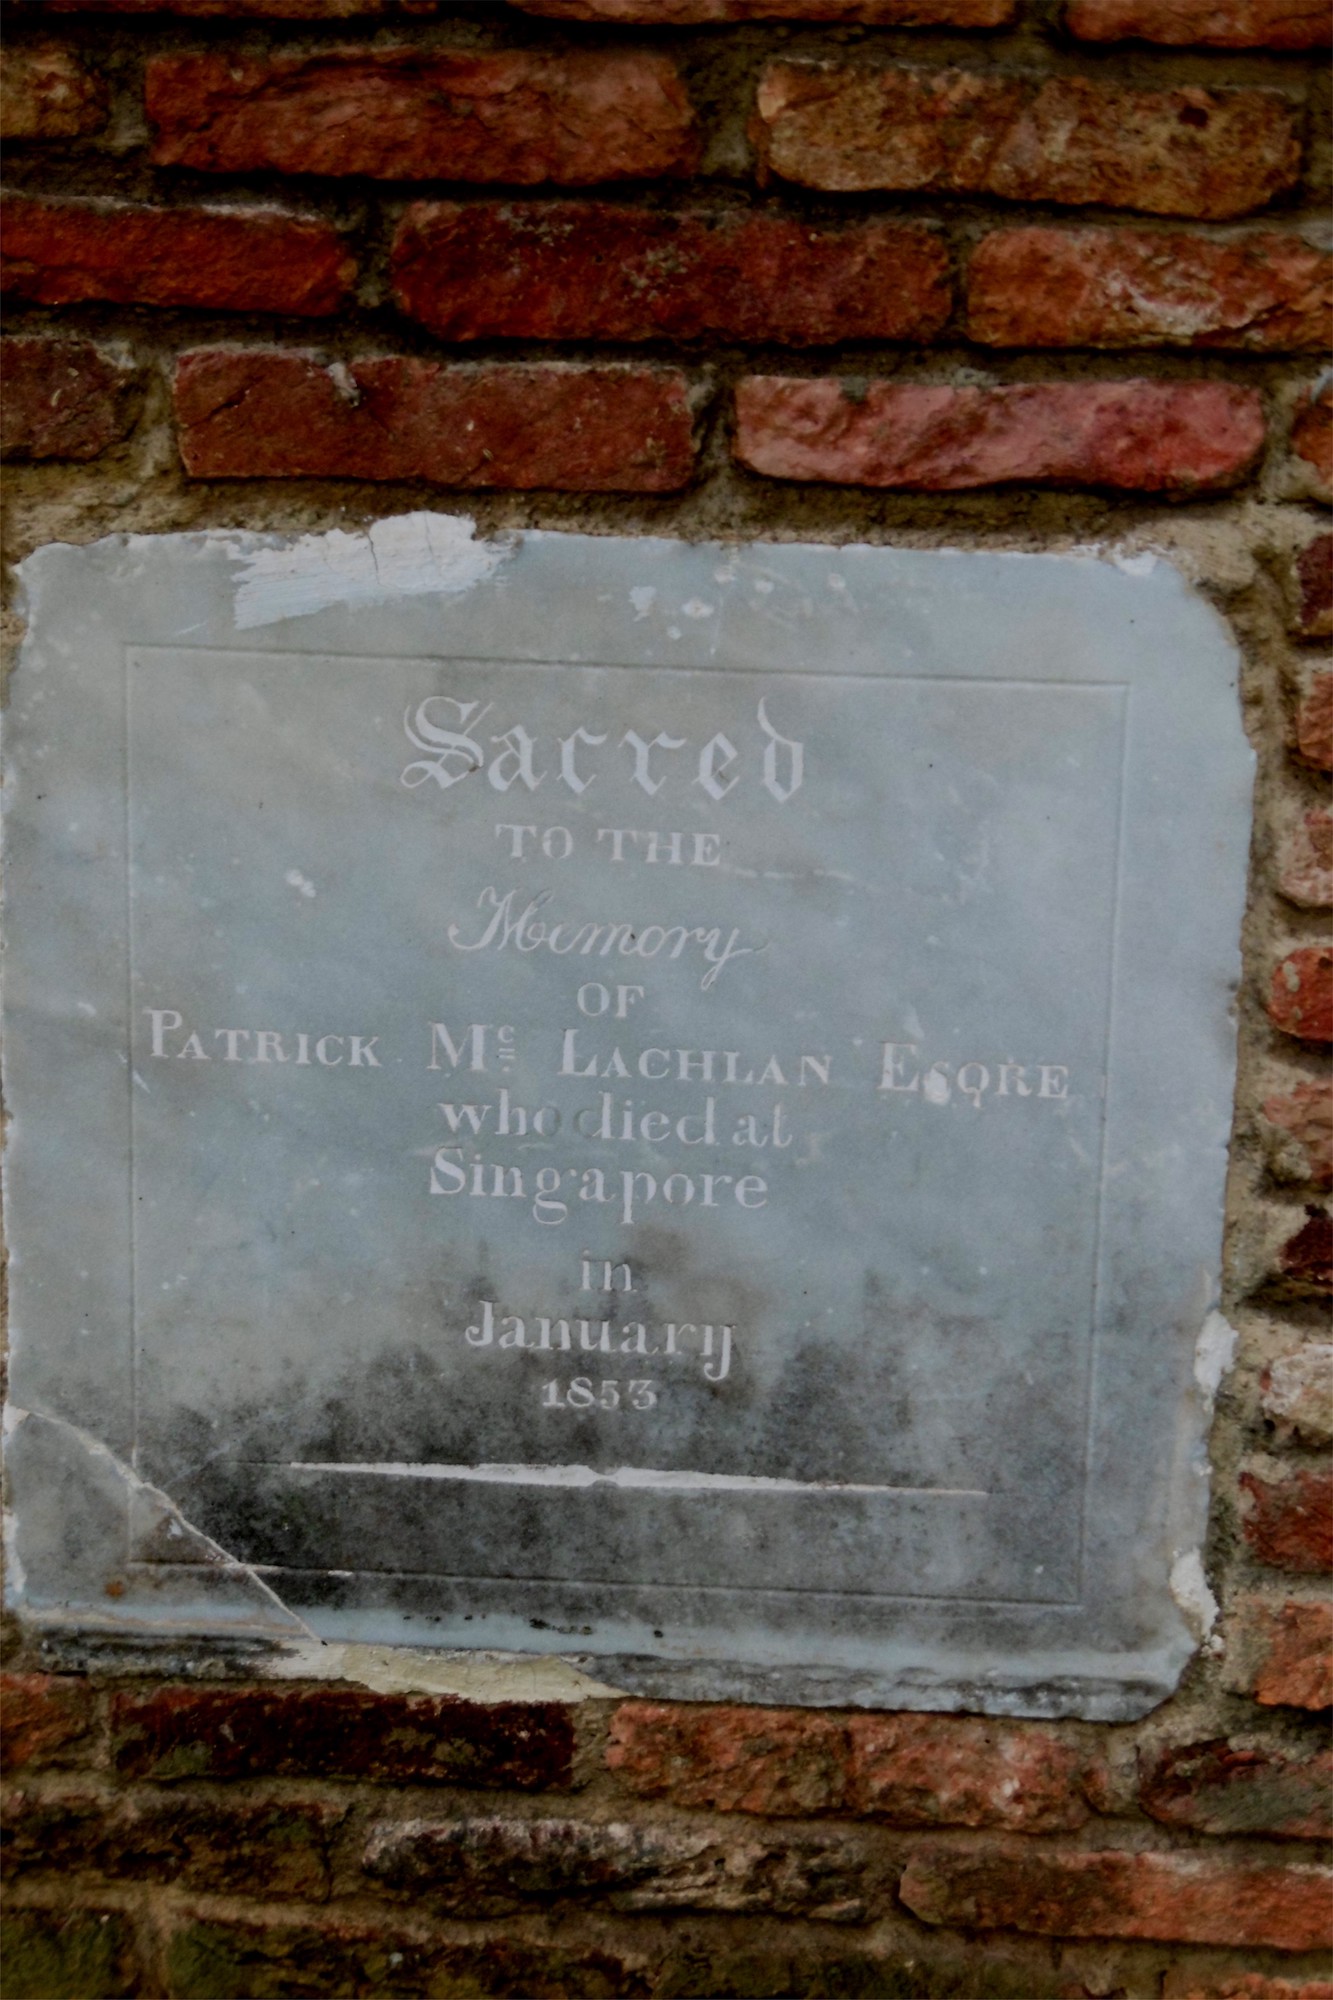 Sacred
TO THE
Memory
OF
PATRICK Mc LACHLAN ESQRE
who died at
Singapore
in
January
1853